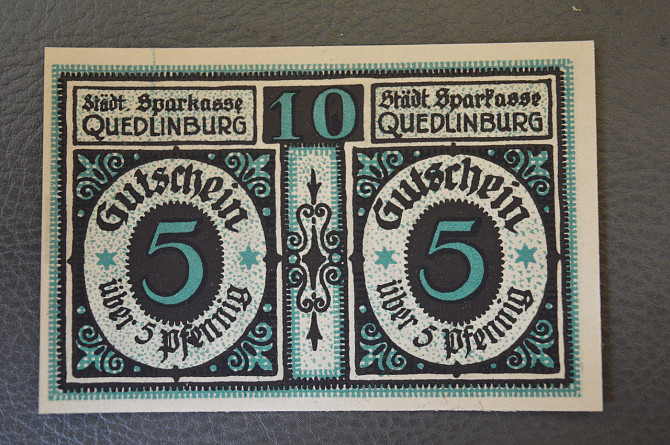 Städt. Sparkasse
QUEDLINBURG
10
Städt. Sparkasse
QUEDLINBURG
Gutschein
5
über 5 Pfennig
Gutschein
5
über 5 Pfennig